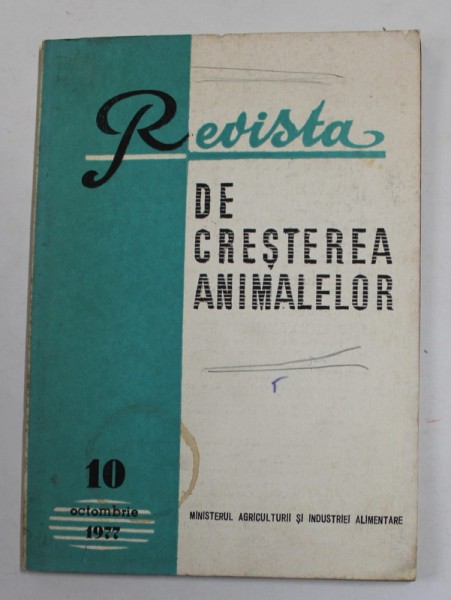 Revista
DE
CREȘTEREA
ANIMALELOR
10
octombrie
1977
MINISTERUL AGRICULTURII ȘI INDUSTRIEI ALIMENTARE